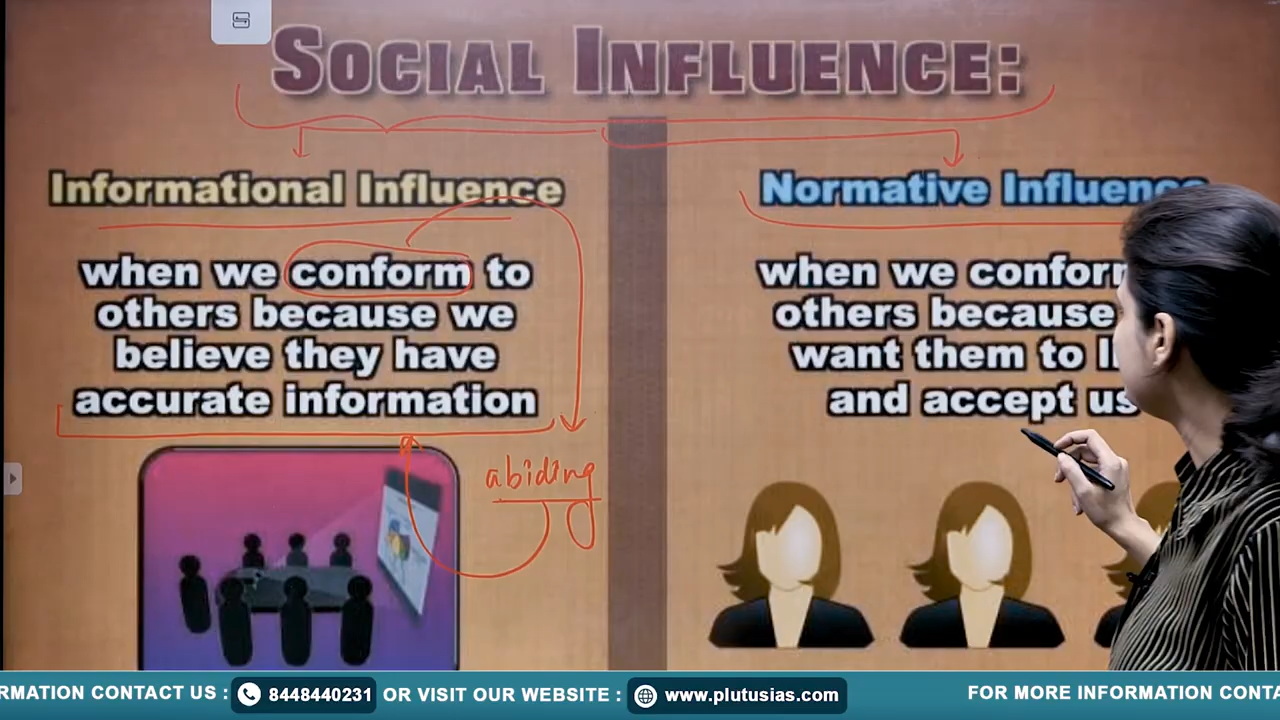 SOCIAL INFLUENCE:
Informational Influence
when we conform to
others because we
believe they have
accurate information
abiding
Normative Influence
when we conform
others because
want them to
and accept us
RMATION CONTACT US : 8448440231 OR VISIT OUR WEBSITE : www.plutusias.com FOR MORE INFORMATION CONTA